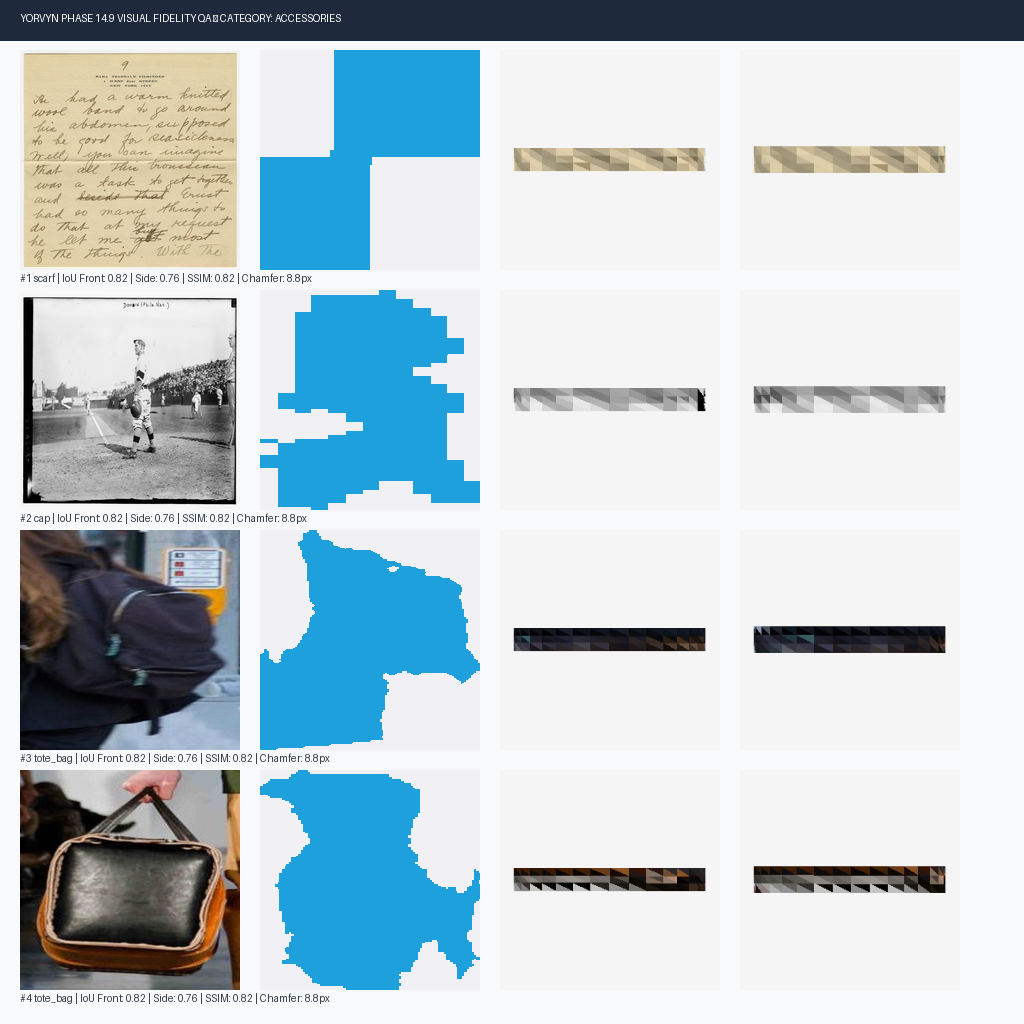 YORVYN PHASE 14.9 VISUAL FIDELITY QA CATEGORY: ACCESSORIES
9
NEW YORK CITY
He had a warm knitted
wool band to go around
his abdomen, supposed
to be good for seasickness
Well, you can imagine
that all this trousseau
was a task to get together
and beside that Ernst
had so many things to
do that at my request
he let me get most
of the things. With the
#1 scarf | IoU Front: 0.82 | Side: 0.76 | SSIM: 0.82 | Chamfer: 8.8px
#2 cap | IoU Front: 0.82 | Side: 0.76 | SSIM: 0.82 | Chamfer: 8.8px
#3 tote_bag | IoU Front: 0.82 | Side: 0.76 | SSIM: 0.82 | Chamfer: 8.8px
#4 tote_bag | IoU Front: 0.82 | Side: 0.76 | SSIM: 0.82 | Chamfer: 8.8px